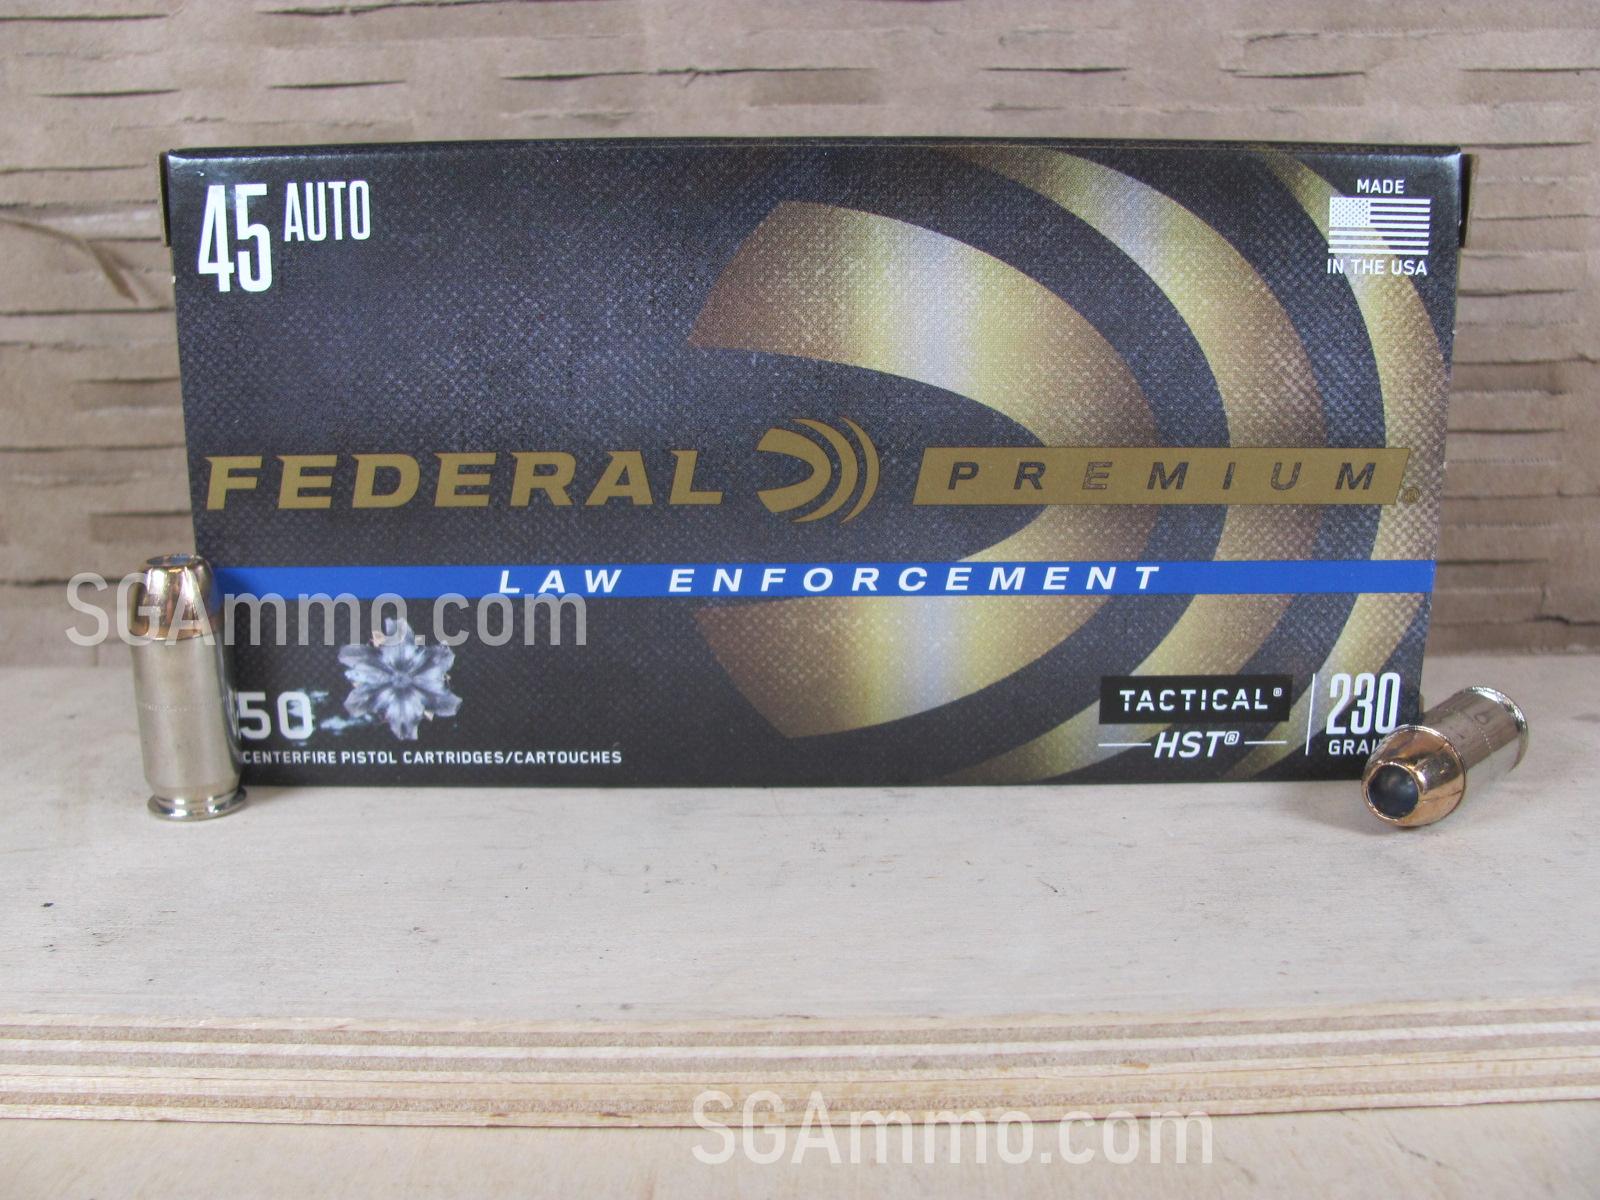 45 AUTO
MADE
IN THE USA
FEDERAL PREMIUM®
LAW ENFORCEMENT
SGAmmo.com
50
CENTERFIRE PISTOL CARTRIDGES/CARTOUCHES
TACTICAL®
HST®
230
SGAmmo.com